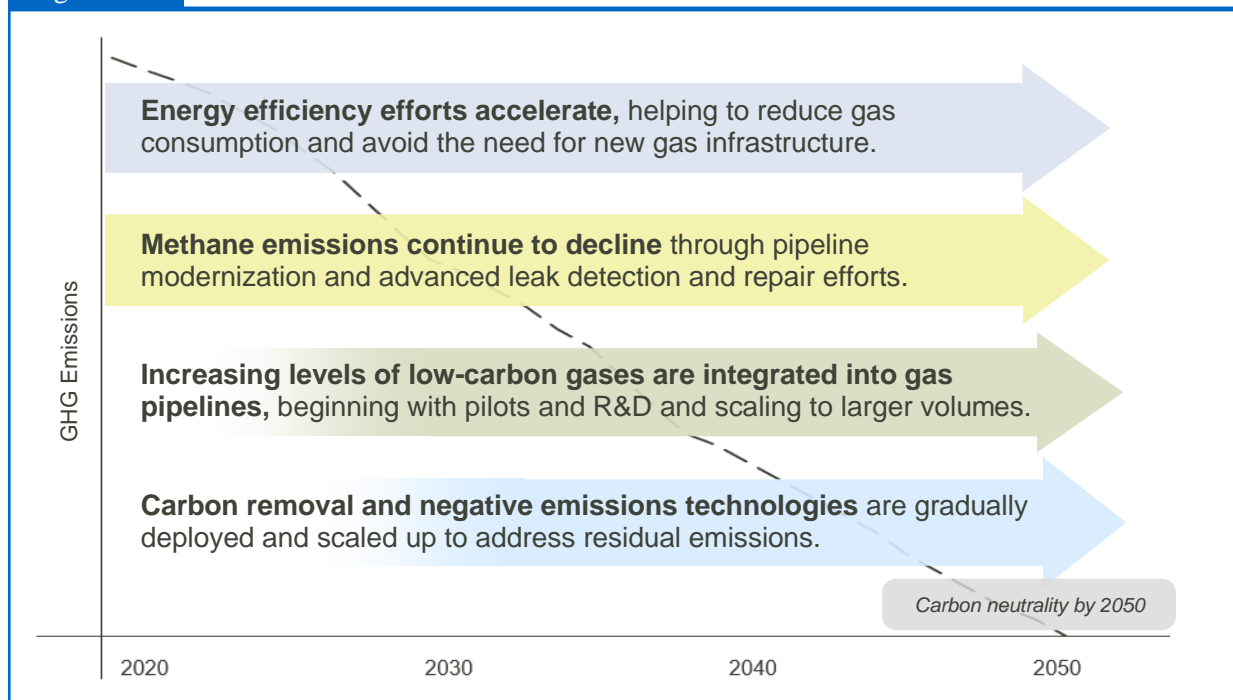 GHG Emissions
Energy efficiency efforts accelerate, helping to reduce gas
consumption and avoid the need for new gas infrastructure.
Methane emissions continue to decline through pipeline
modernization and advanced leak detection and repair efforts.
Increasing levels of low-carbon gases are integrated into gas
pipelines, beginning with pilots and R&D and scaling to larger volumes.
Carbon removal and negative emissions technologies are gradually
deployed and scaled up to address residual emissions.
Carbon neutrality by 2050
2020 2030 2040 2050